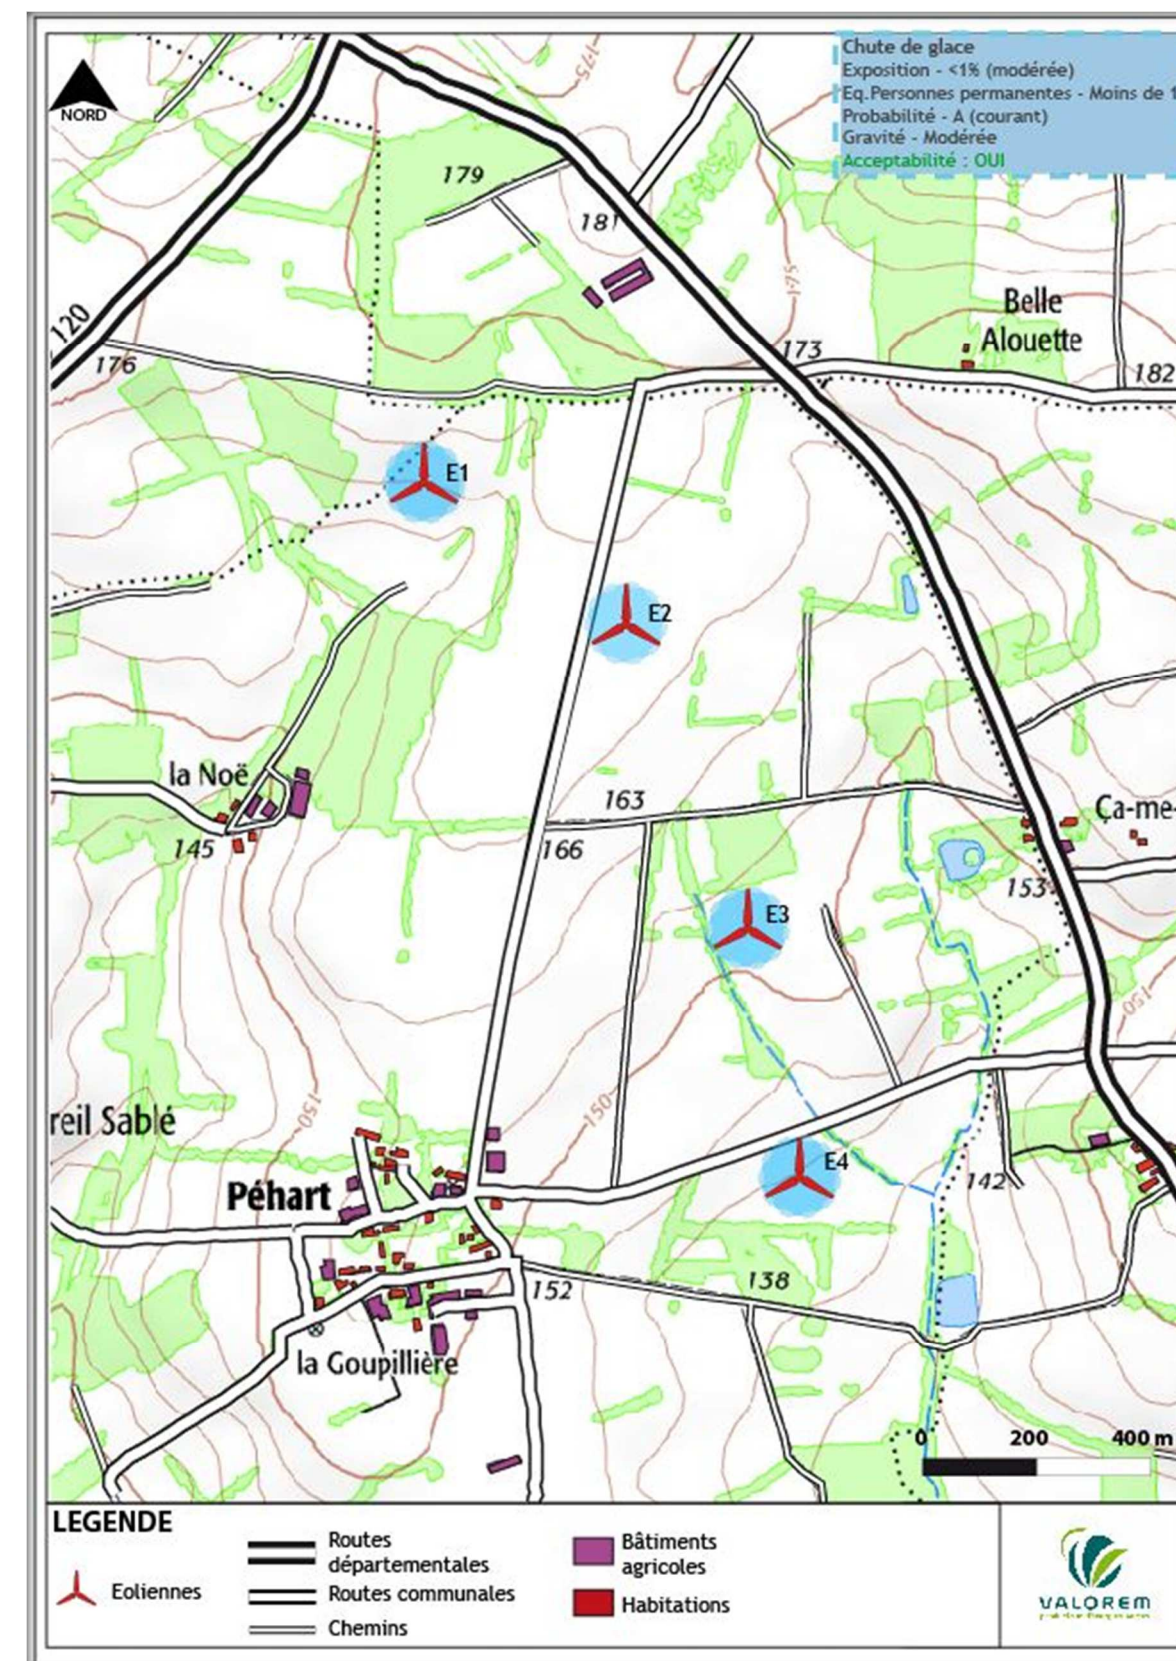 Chute de glace
Exposition - <1% (modérée)
Eq.Personnes permanentes - Moins de 1
Probabilité - A (courant)
Gravité - Modérée
Acceptabilité : OUI
NORD
175
179
181
175
Belle
Alouette
120
176
173
182
E1
E2
la Noë
163
Ça-me-
145
166
153
E3
150
150
150
reil Sablé
E4
142
Péhart
152
138
la Goupillière
0 200 400 m
LEGENDE
Eoliennes
Routes
départementales
Routes communales
Chemins
Bâtiments
agricoles
Habitations
VALOREM